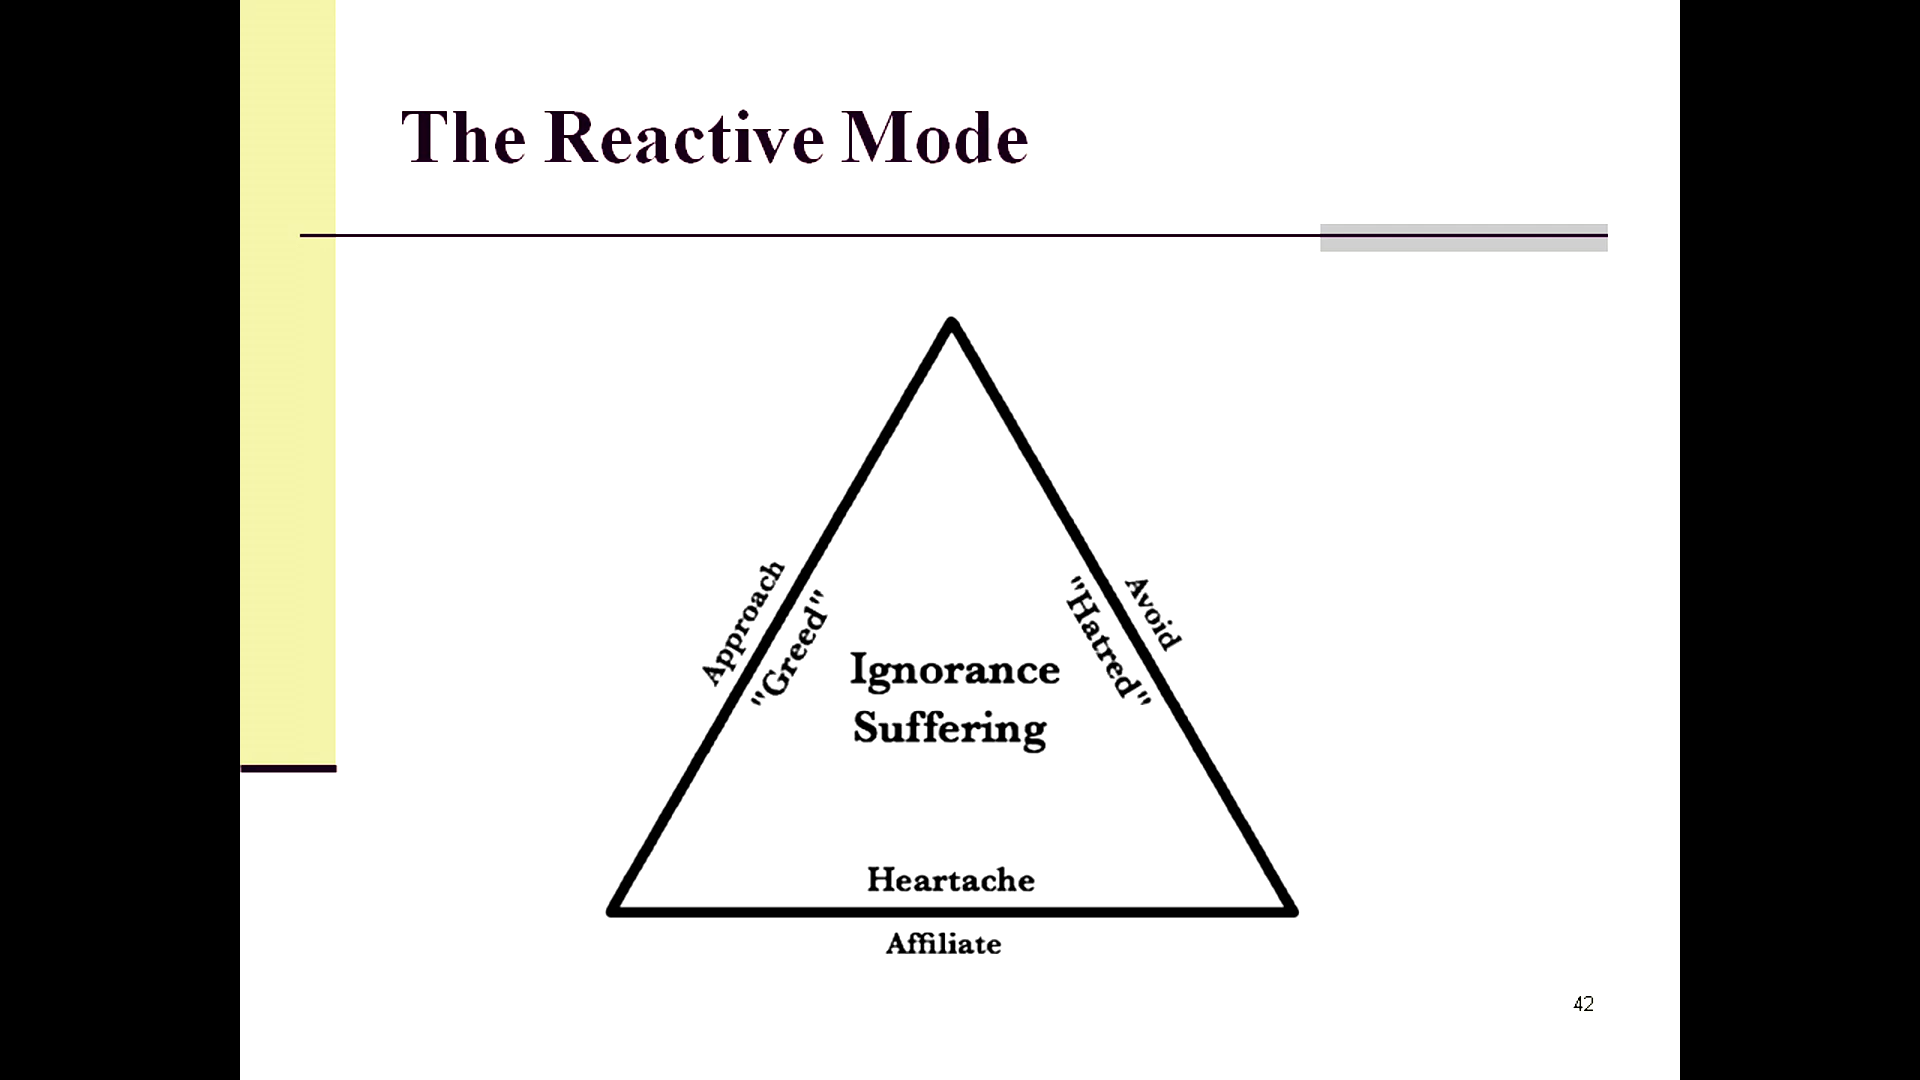 The Reactive Mode
Approach
"Greed"
"Hatred"
Avoid
Ignorance
Suffering
Heartache
Affiliate
42